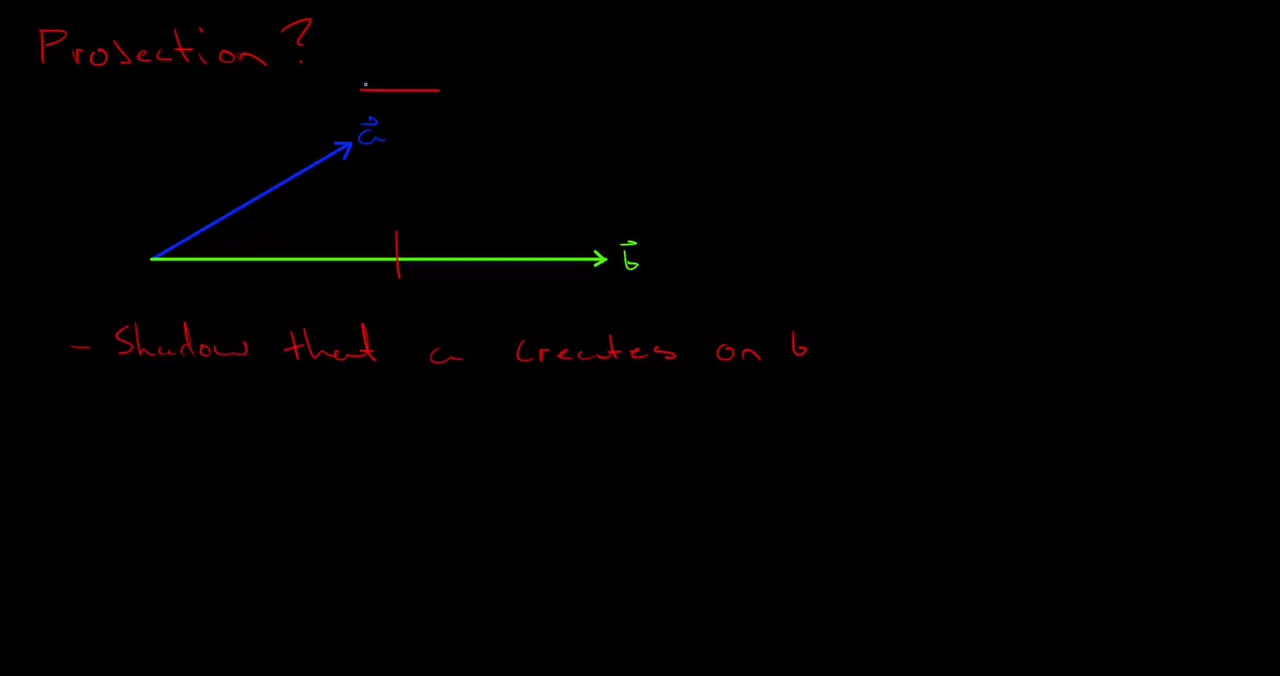 Projection?
a⃗
b⃗
- Shadow that a creates on b